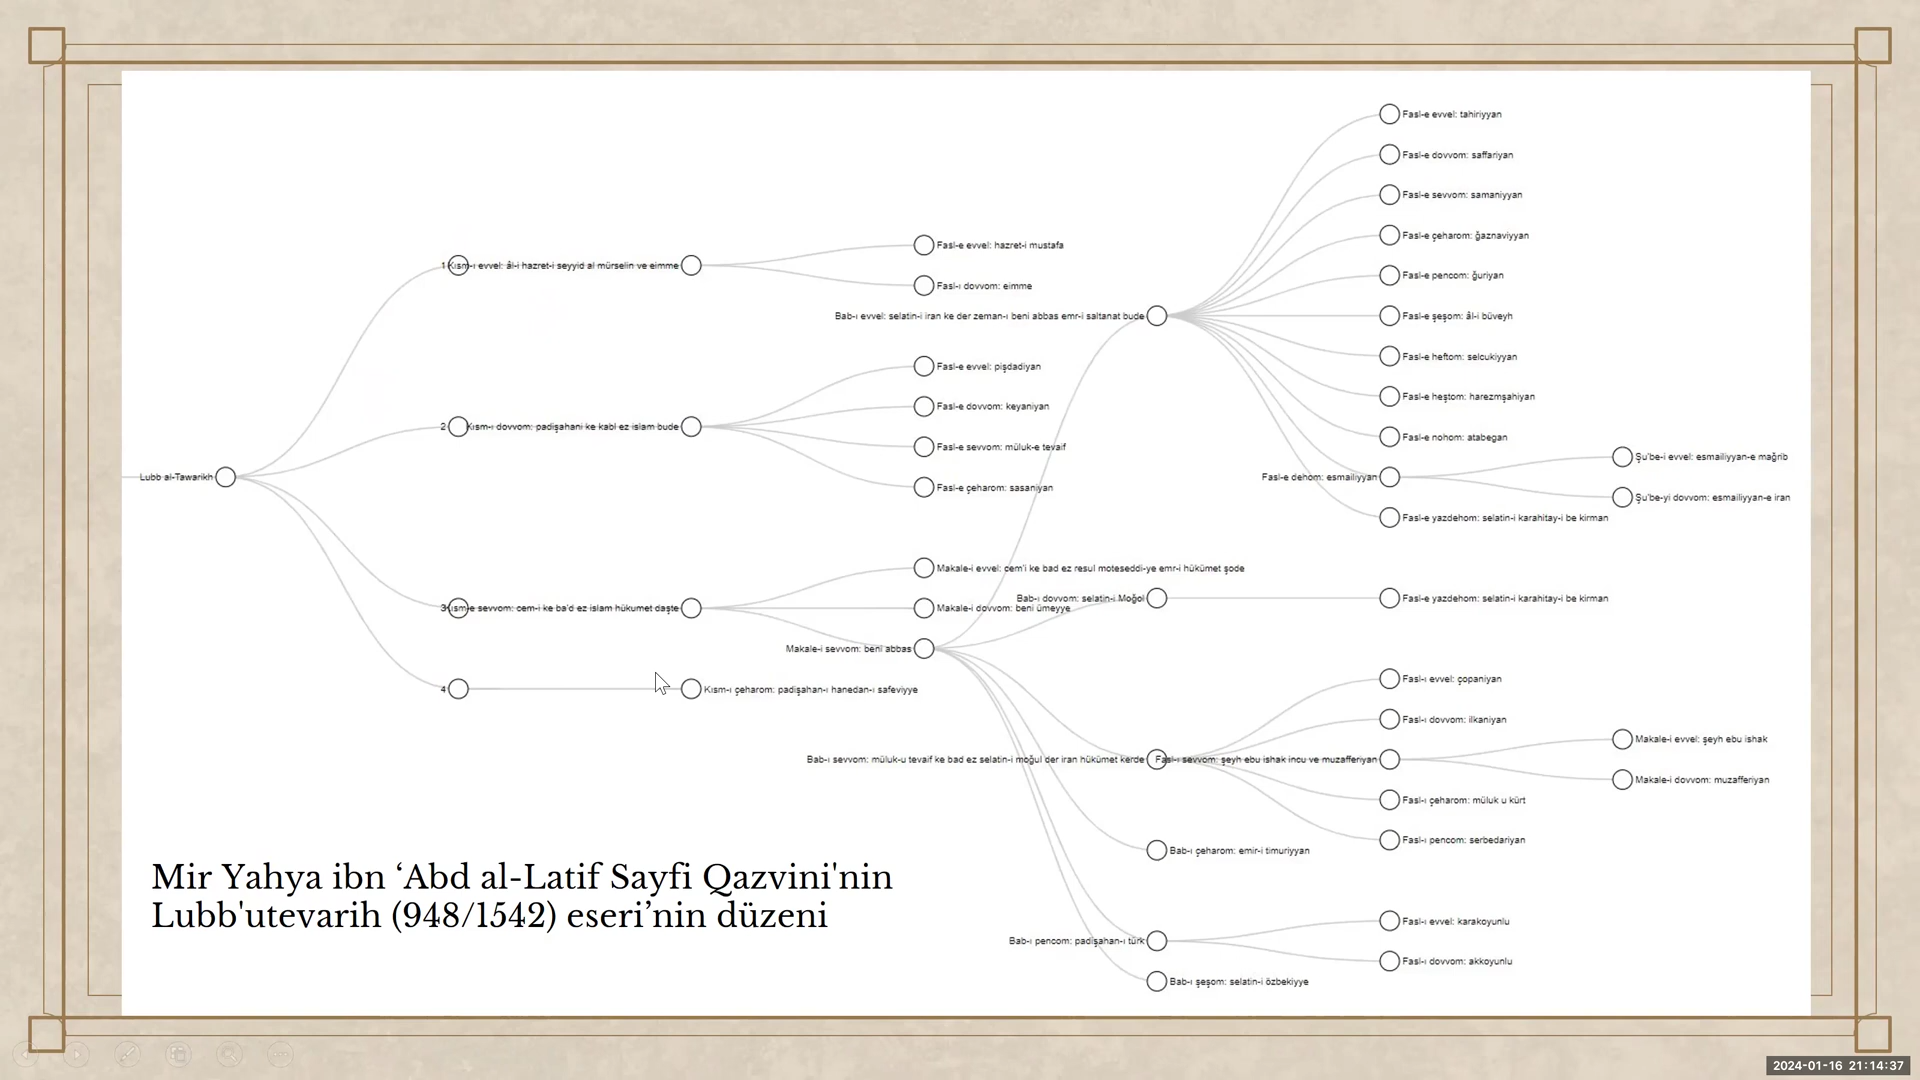 Lubb al-Tawarikh
1
Kısm-ı evvel: âl-i hazret-i seyyid al mürselin ve eimme
Fasl-e evvel: hazret-i mustafa
Fasl-ı dovvom: eimme
2
Kısm-ı dovvom: padişahani ke kabl ez islam bude
Fasl-e evvel: pişdadiyan
Fasl-e dovvom: keyaniyan
Fasl-e sevvom: müluk-e tevaif
Fasl-e çeharom: sasaniyan
3
Kısm-e sevvom: cem-i ke ba'd ez islam hükumet daşte
Makale-i evvel: cem'i ke bad ez resul moteseddi-ye emr-i hükümet şode
Makale-i dovvom: beni ümeyye
Makale-i sevvom: beni abbas
Bab-ı evvel: selatin-i iran ke der zeman-ı beni abbas emr-i saltanat bude
Fasl-e evvel: tahiriyyan
Fasl-e dovvom: saffariyan
Fasl-e sevvom: samaniyyan
Fasl-e çeharom: ğaznaviyyan
Fasl-e pencom: ğuriyan
Fasl-e şeşom: âl-i büveyh
Fasl-e heftom: selcukiyyan
Fasl-e heştom: harezmşahiyan
Fasl-e nohom: atabegan
Fasl-e dehom: esmailiyyan
Şu'be-i evvel: esmailiyyan-e mağrib
Şu'be-yi dovvom: esmailiyyan-e iran
Fasl-e yazdehom: selatin-i karahitay-i be kirman
Bab-ı dovvom: selatin-i Moğol
Fasl-e yazdehom: selatin-i karahitay-i be kirman
Bab-ı sevvom: müluk-u tevaif ke bad ez selatin-i moğul der iran hükümet kerde
Fasl-ı evvel: çopaniyan
Fasl-ı dovvom: ilkaniyan
Fasl-ı sevvom: şeyh ebu ishak incu ve muzafferiyan
Makale-i evvel: şeyh ebu ishak
Makale-i dovvom: muzafferiyan
Fasl-ı çeharom: müluk u kürt
Fasl-ı pencom: serbedariyan
Bab-ı çeharom: emir-i timuriyyan
Bab-ı pencom: padişahan-ı türk
Fasl-ı evvel: karakoyunlu
Fasl-ı dovvom: akkoyunlu
Bab-ı şeşom: selatin-i özbekiyye
4
Kısm-ı çeharom: padişahan-ı hanedan-ı safeviyye
Mir Yahya ibn ‘Abd al-Latif Sayfi Qazvini'nin
Lubb'utevarih (948/1542) eseri’nin düzeni
2024-01-16 21:14:37